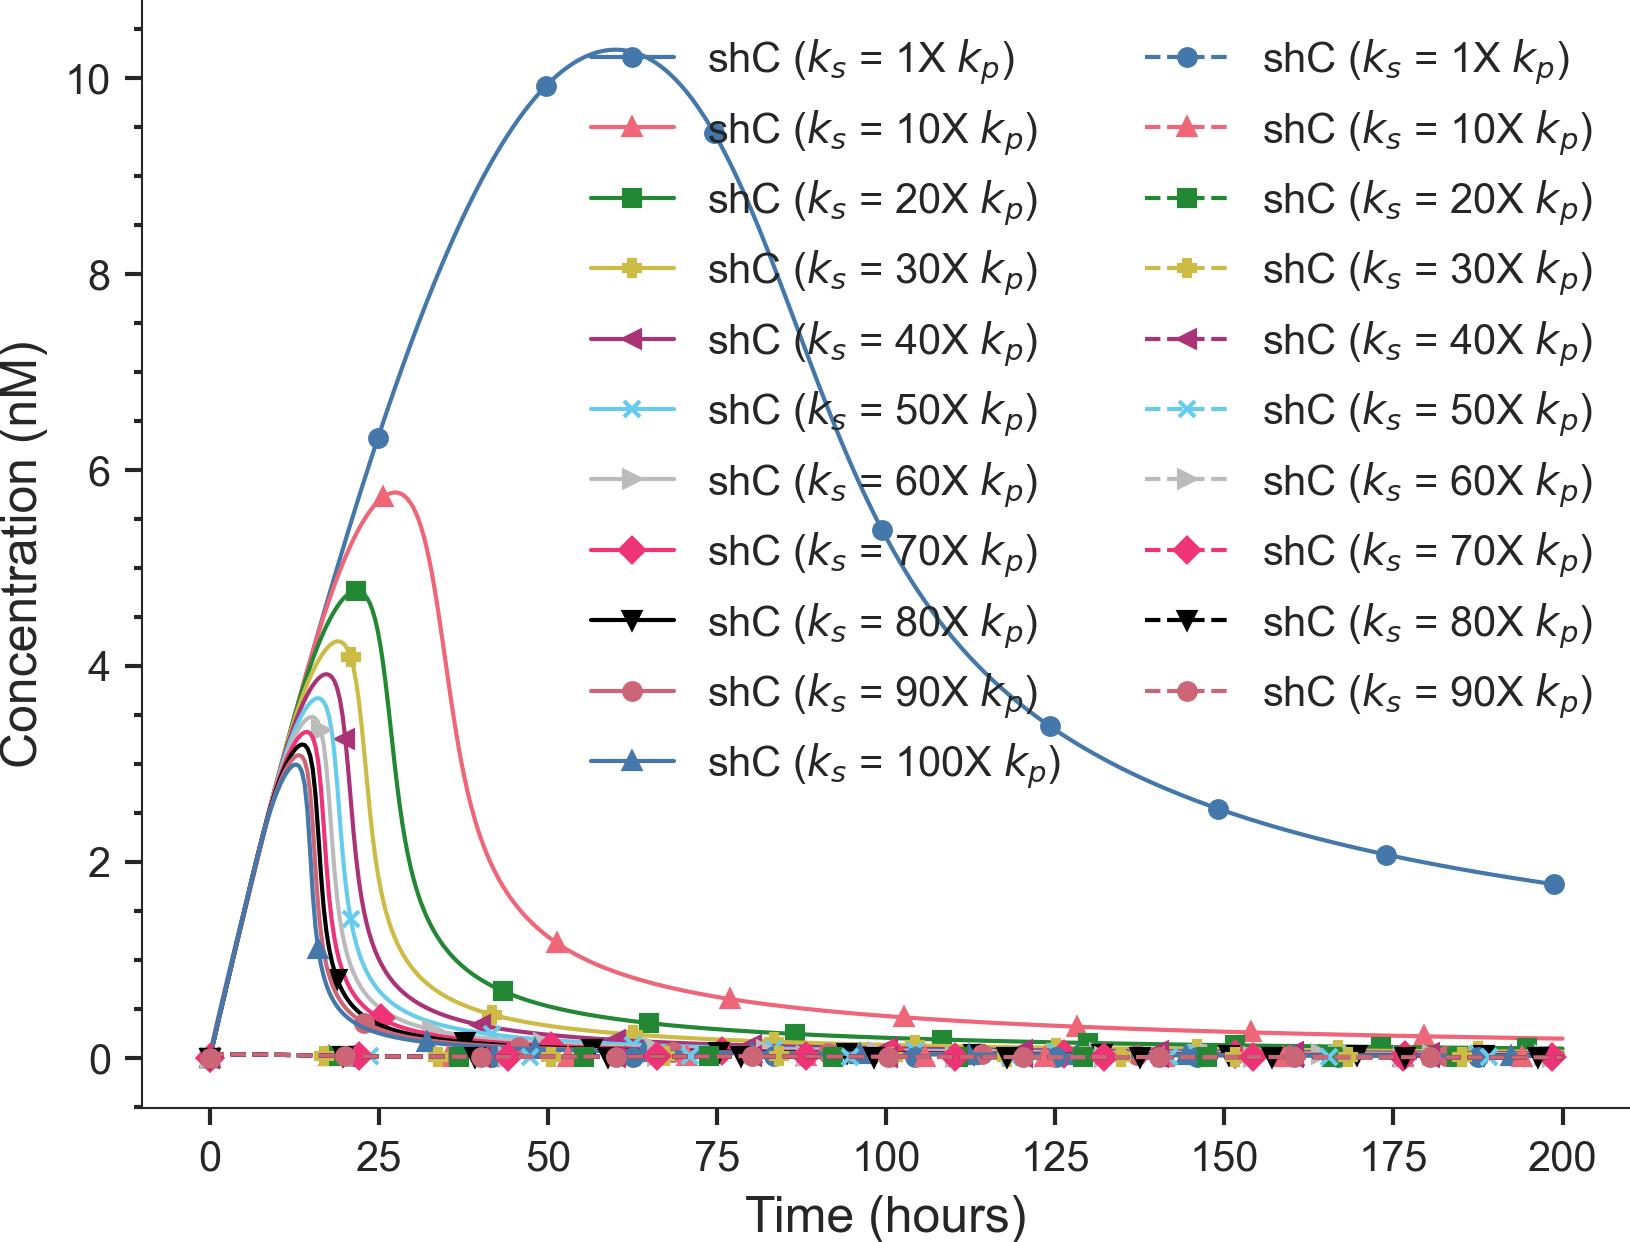 Concentration (nM)
10
8
6
4
2
0
shC (ks = 1X kp)
shC (ks = 10X kp)
shC (ks = 20X kp)
shC (ks = 30X kp)
shC (ks = 40X kp)
shC (ks = 50X kp)
shC (ks = 60X kp)
shC (ks = 70X kp)
shC (ks = 80X kp)
shC (ks = 90X kp)
shC (ks = 100X kp)
shC (ks = 1X kp)
shC (ks = 10X kp)
shC (ks = 20X kp)
shC (ks = 30X kp)
shC (ks = 40X kp)
shC (ks = 50X kp)
shC (ks = 60X kp)
shC (ks = 70X kp)
shC (ks = 80X kp)
shC (ks = 90X kp)
0 25 50 75 100 125 150 175 200
Time (hours)